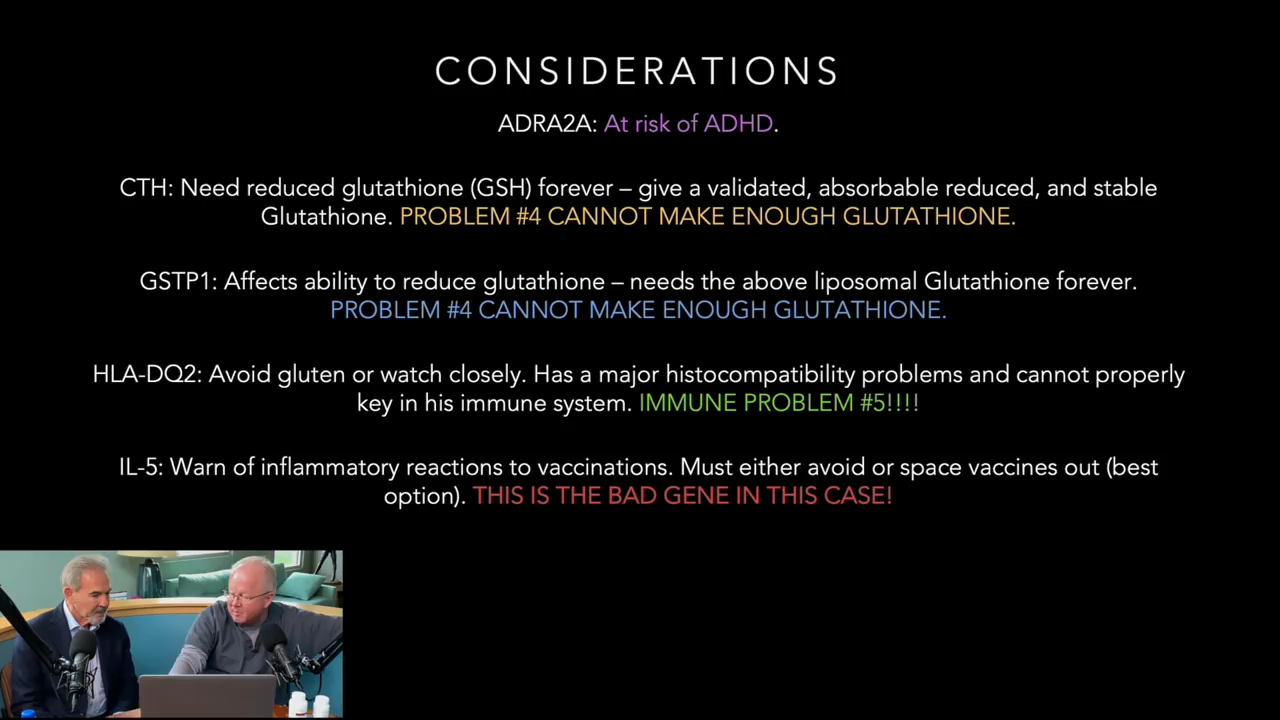 CONSIDERATIONS
ADRA2A: At risk of ADHD.
CTH: Need reduced glutathione (GSH) forever – give a validated, absorbable reduced, and stable
Glutathione. PROBLEM #4 CANNOT MAKE ENOUGH GLUTATHIONE.
GSTP1: Affects ability to reduce glutathione – needs the above liposomal Glutathione forever.
PROBLEM #4 CANNOT MAKE ENOUGH GLUTATHIONE.
HLA-DQ2: Avoid gluten or watch closely. Has a major histocompatibility problems and cannot properly
key in his immune system. IMMUNE PROBLEM #5!!!!
IL-5: Warn of inflammatory reactions to vaccinations. Must either avoid or space vaccines out (best
option). THIS IS THE BAD GENE IN THIS CASE!